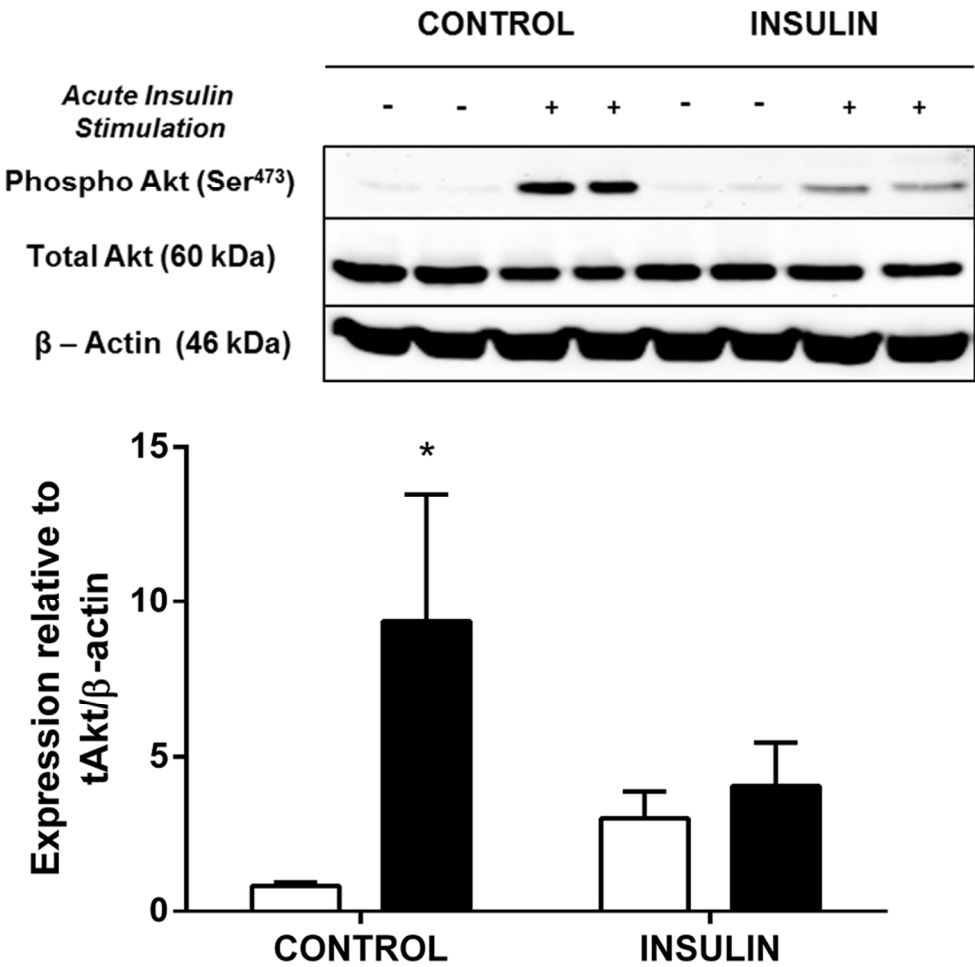 CONTROL INSULIN
Acute Insulin
Stimulation
- - + + - - + +
Phospho Akt (Ser⁴⁷³)
Total Akt (60 kDa)
β – Actin (46 kDa)
Expression relative to
tAkt/β-actin
15
10
5
0
*
CONTROL INSULIN